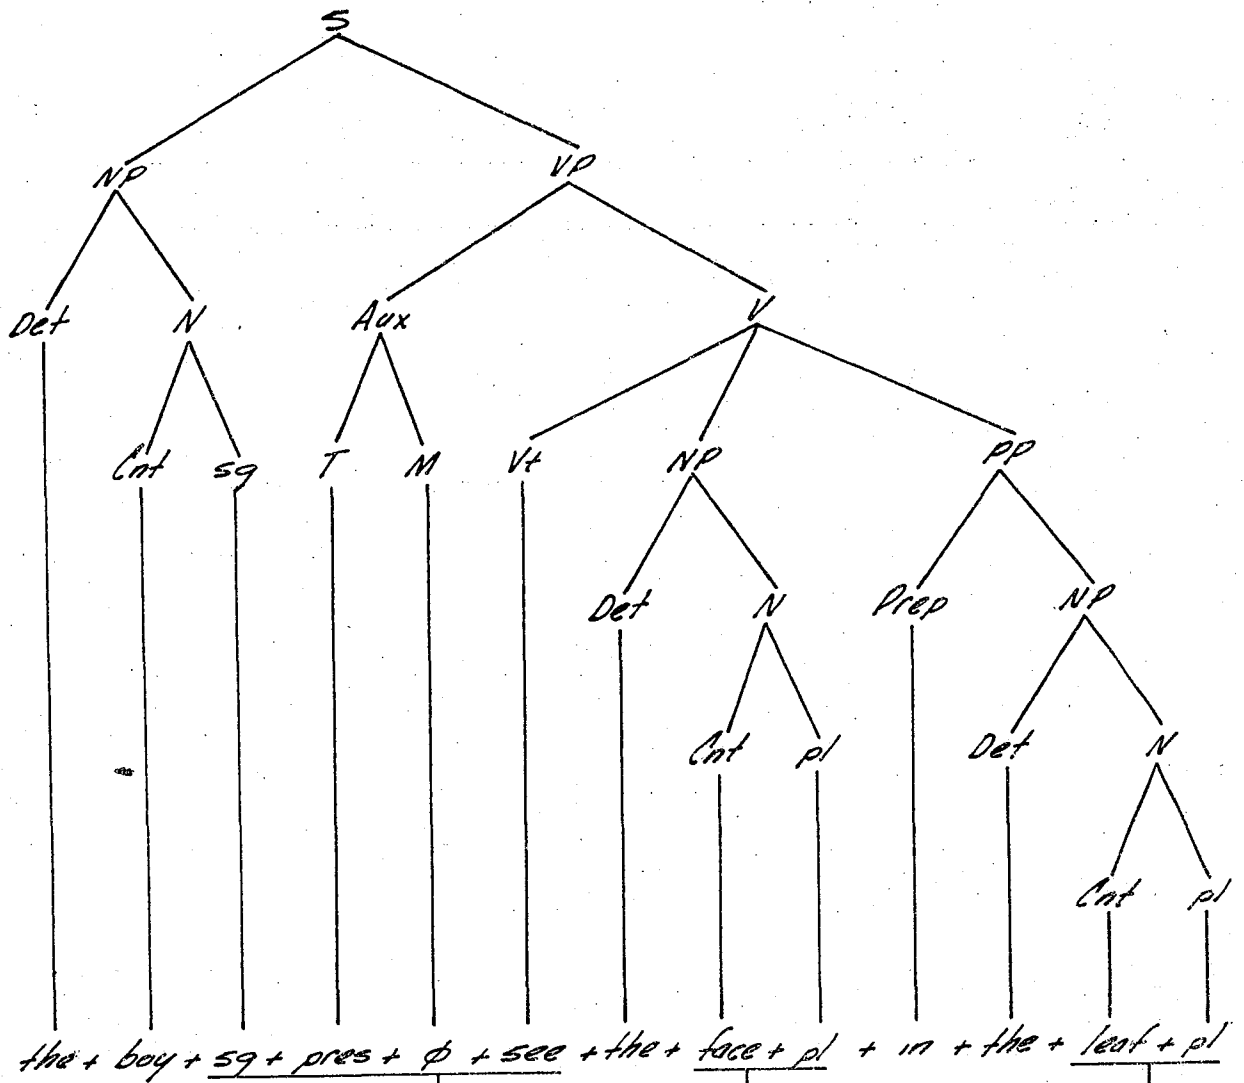 S
NP VP
Det N Aux V
Cnt sg T M Vt NP PP
Det N Prep NP
Cnt pl Det N
Cnt pl
the + boy + sg + pres + φ + see + the + face + pl + in + the + leaf + pl